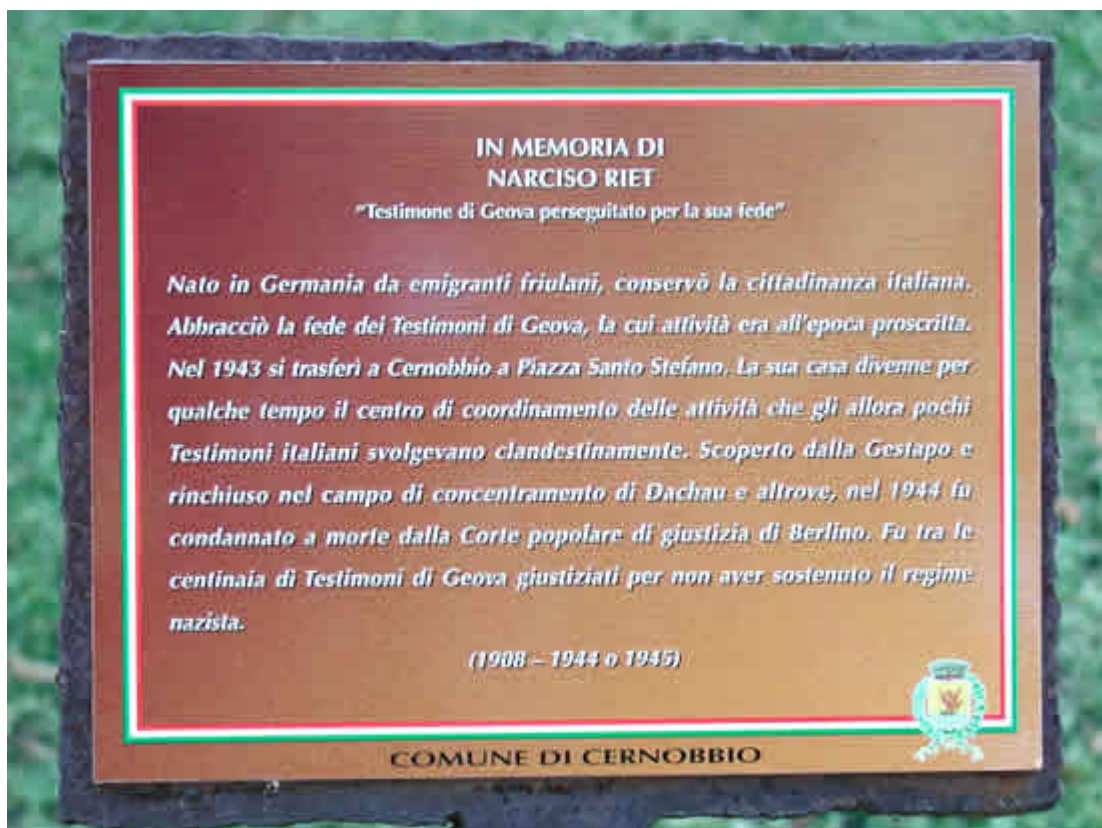 IN MEMORIA DI
NARCISO RIET
"Testimone di Geova perseguitato per la sua fede"
Nato in Germania da emigranti friulani, conservò la cittadinanza italiana.
Abbracciò la fede dei Testimoni di Geova, la cui attività era all'epoca proscritta.
Nel 1943 si trasferì a Cernobbio a Piazza Santo Stefano. La sua casa divenne per
qualche tempo il centro di coordinamento delle attività che gli allora pochi
Testimoni italiani svolgevano clandestinamente. Scoperto dalla Gestapo e
rinchiuso nel campo di concentramento di Dachau e altrove, nel 1944 fu
condannato a morte dalla Corte popolare di giustizia di Berlino. Fu tra le
centinaia di Testimoni di Geova giustiziati per non aver sostenuto il regime
nazista.
(1908 – 1944 o 1945)
COMUNE DI CERNOBBIO